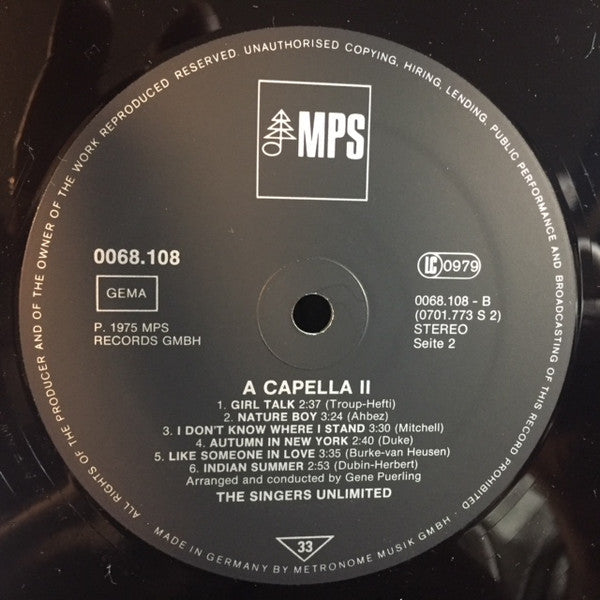 ALL RIGHTS OF THE PRODUCER AND OF THE OWNER OF THE WORK REPRODUCED RESERVED. UNAUTHORISED COPYING, HIRING, LENDING, PUBLIC PERFORMANCE AND BROADCASTING OF THIS RECORD PROHIBITED.
MPS
0068.108
GEMA
P. 1975 MPS
RECORDS GMBH
LC 0979
0068.108 - B
(0701.773 S 2)
STEREO
Seite 2
A CAPELLA II
1. GIRL TALK 2:37 (Troup-Hefti)
2. NATURE BOY 3:24 (Ahbez)
3. I DON'T KNOW WHERE I STAND 3:30 (Mitchell)
4. AUTUMN IN NEW YORK 2:40 (Duke)
5. LIKE SOMEONE IN LOVE 3:35 (Burke-van Heusen)
6. INDIAN SUMMER 2:53 (Dubin-Herbert)
Arranged and conducted by Gene Puerling
THE SINGERS UNLIMITED
33
MADE IN GERMANY BY METRONOME MUSIK GMBH